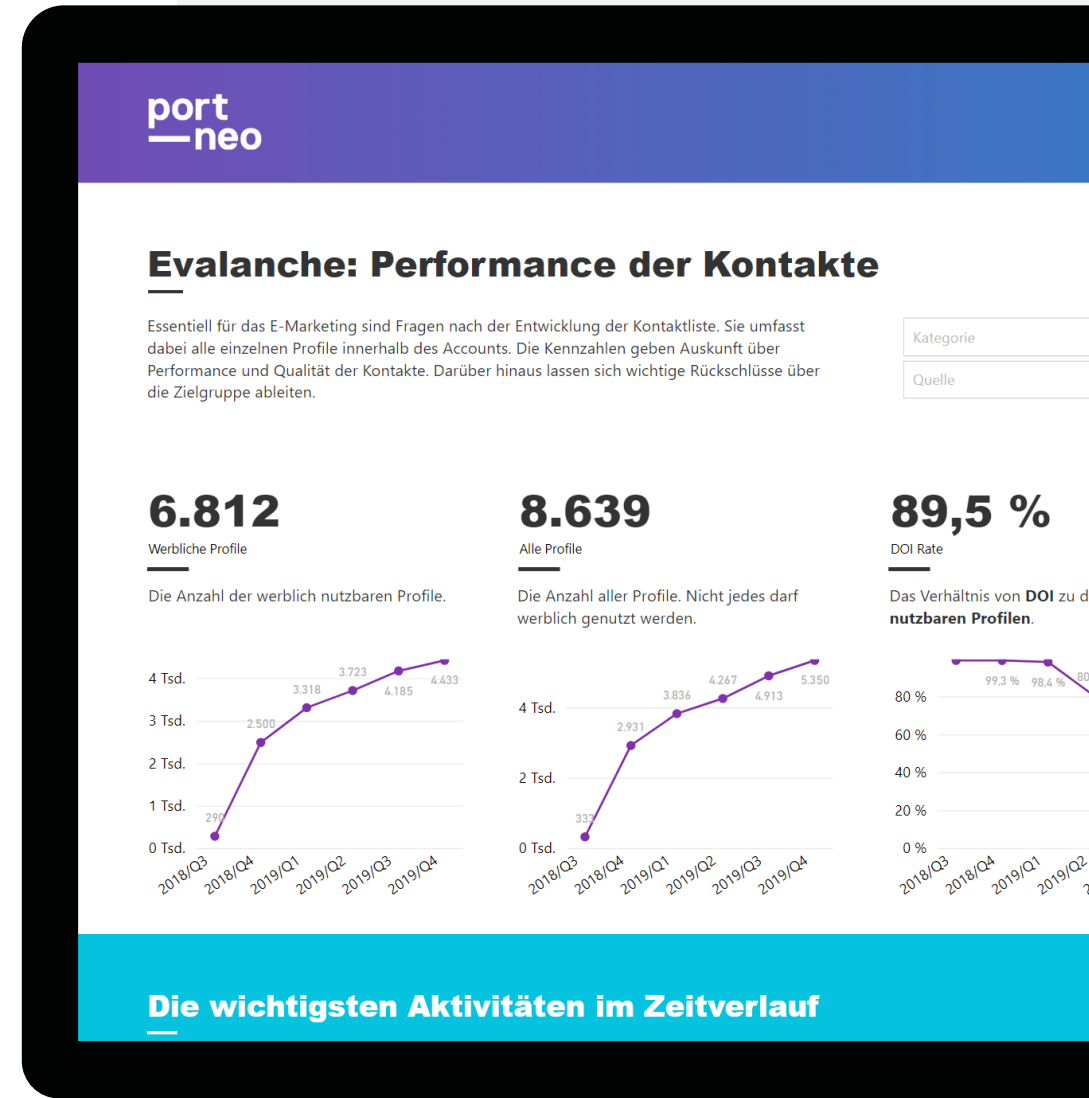 port
neo
Evalanche: Performance der Kontakte
Essentiell für das E-Marketing sind Fragen nach der Entwicklung der Kontaktliste. Sie umfasst
dabei alle einzelnen Profile innerhalb des Accounts. Die Kennzahlen geben Auskunft über
Performance und Qualität der Kontakte. Darüber hinaus lassen sich wichtige Rückschlüsse über
die Zielgruppe ableiten.
Kategorie
Quelle
6.812
Werbliche Profile
Die Anzahl der werblich nutzbaren Profile.
4 Tsd.
3 Tsd.
2 Tsd.
1 Tsd.
0 Tsd.
290
2.500
3.318
3.723
4.185
4.433
2018/Q3
2018/Q4
2019/Q1
2019/Q2
2019/Q3
2019/Q4
8.639
Alle Profile
Die Anzahl aller Profile. Nicht jedes darf
werblich genutzt werden.
4 Tsd.
2 Tsd.
0 Tsd.
333
2.931
3.836
4.267
4.913
5.350
2018/Q3
2018/Q4
2019/Q1
2019/Q2
2019/Q3
2019/Q4
89,5 %
DOI Rate
Das Verhältnis von DOI zu d
nutzbaren Profilen.
80 %
60 %
40 %
20 %
0 %
99,3 %
98,4 %
80
2018/Q3
2018/Q4
2019/Q1
2019/Q2
Die wichtigsten Aktivitäten im Zeitverlauf